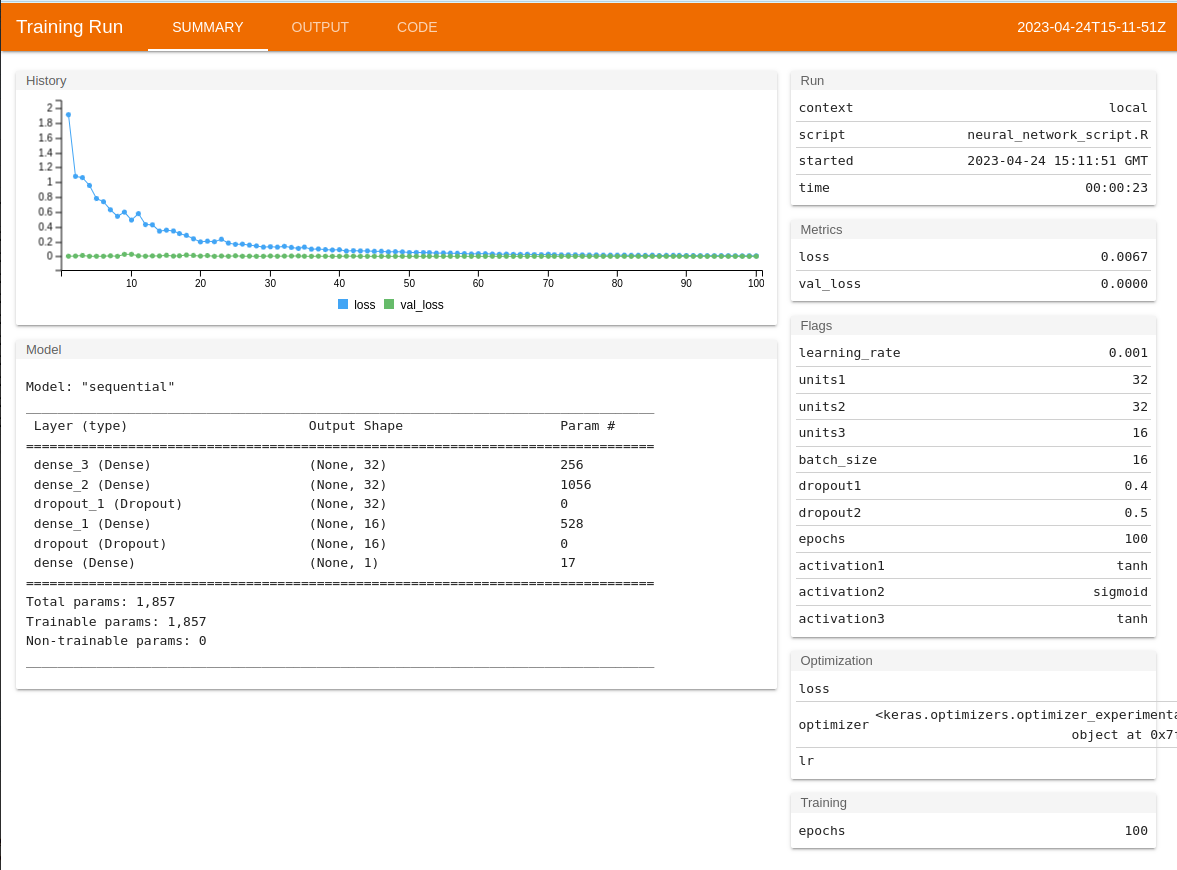 Training Run SUMMARY OUTPUT CODE 2023-04-24T15-11-51Z
History
2
1.8
1.6
1.4
1.2
1
0.8
0.6
0.4
0.2
0
10 20 30 40 50 60 70 80 90 100
loss val_loss
Model
Model: "sequential"
Layer (type) Output Shape Param #
dense_3 (Dense) (None, 32) 256
dense_2 (Dense) (None, 32) 1056
dropout_1 (Dropout) (None, 32) 0
dense_1 (Dense) (None, 16) 528
dropout (Dropout) (None, 16) 0
dense (Dense) (None, 1) 17
Total params: 1,857
Trainable params: 1,857
Non-trainable params: 0
Run
context local
script neural_network_script.R
started 2023-04-24 15:11:51 GMT
time 00:00:23
Metrics
loss 0.0067
val_loss 0.0000
Flags
learning_rate 0.001
units1 32
units2 32
units3 16
batch_size 16
dropout1 0.4
dropout2 0.5
epochs 100
activation1 tanh
activation2 sigmoid
activation3 tanh
Optimization
loss
optimizer <keras.optimizers.optimizer_experimenta
object at 0x7
lr
Training
epochs 100